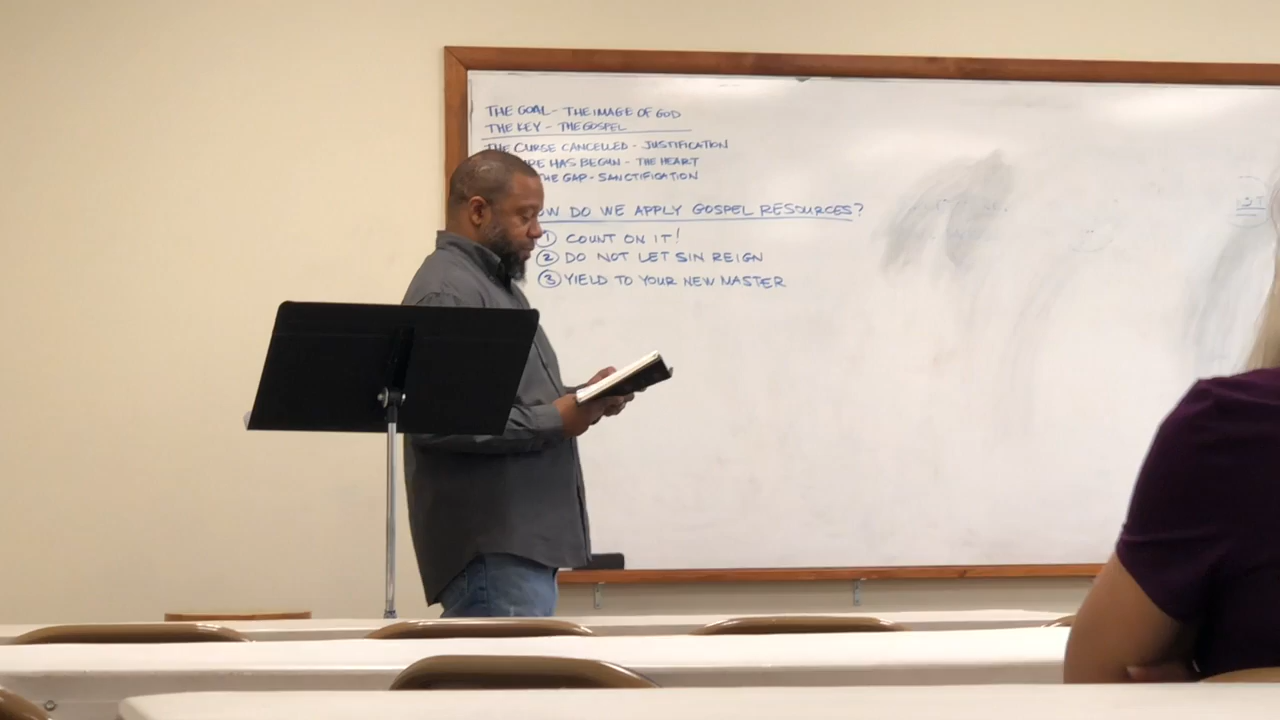 THE GOAL - THE IMAGE OF GOD
THE KEY - THE GOSPEL
THE CURSE CANCELLED - JUSTIFICATION
HAS BEGUN - THE HEART
THE GAP - SANCTIFICATION
DO WE APPLY GOSPEL RESOURCES?
① COUNT ON IT!
② DO NOT LET SIN REIGN
③ YIELD TO YOUR NEW MASTER